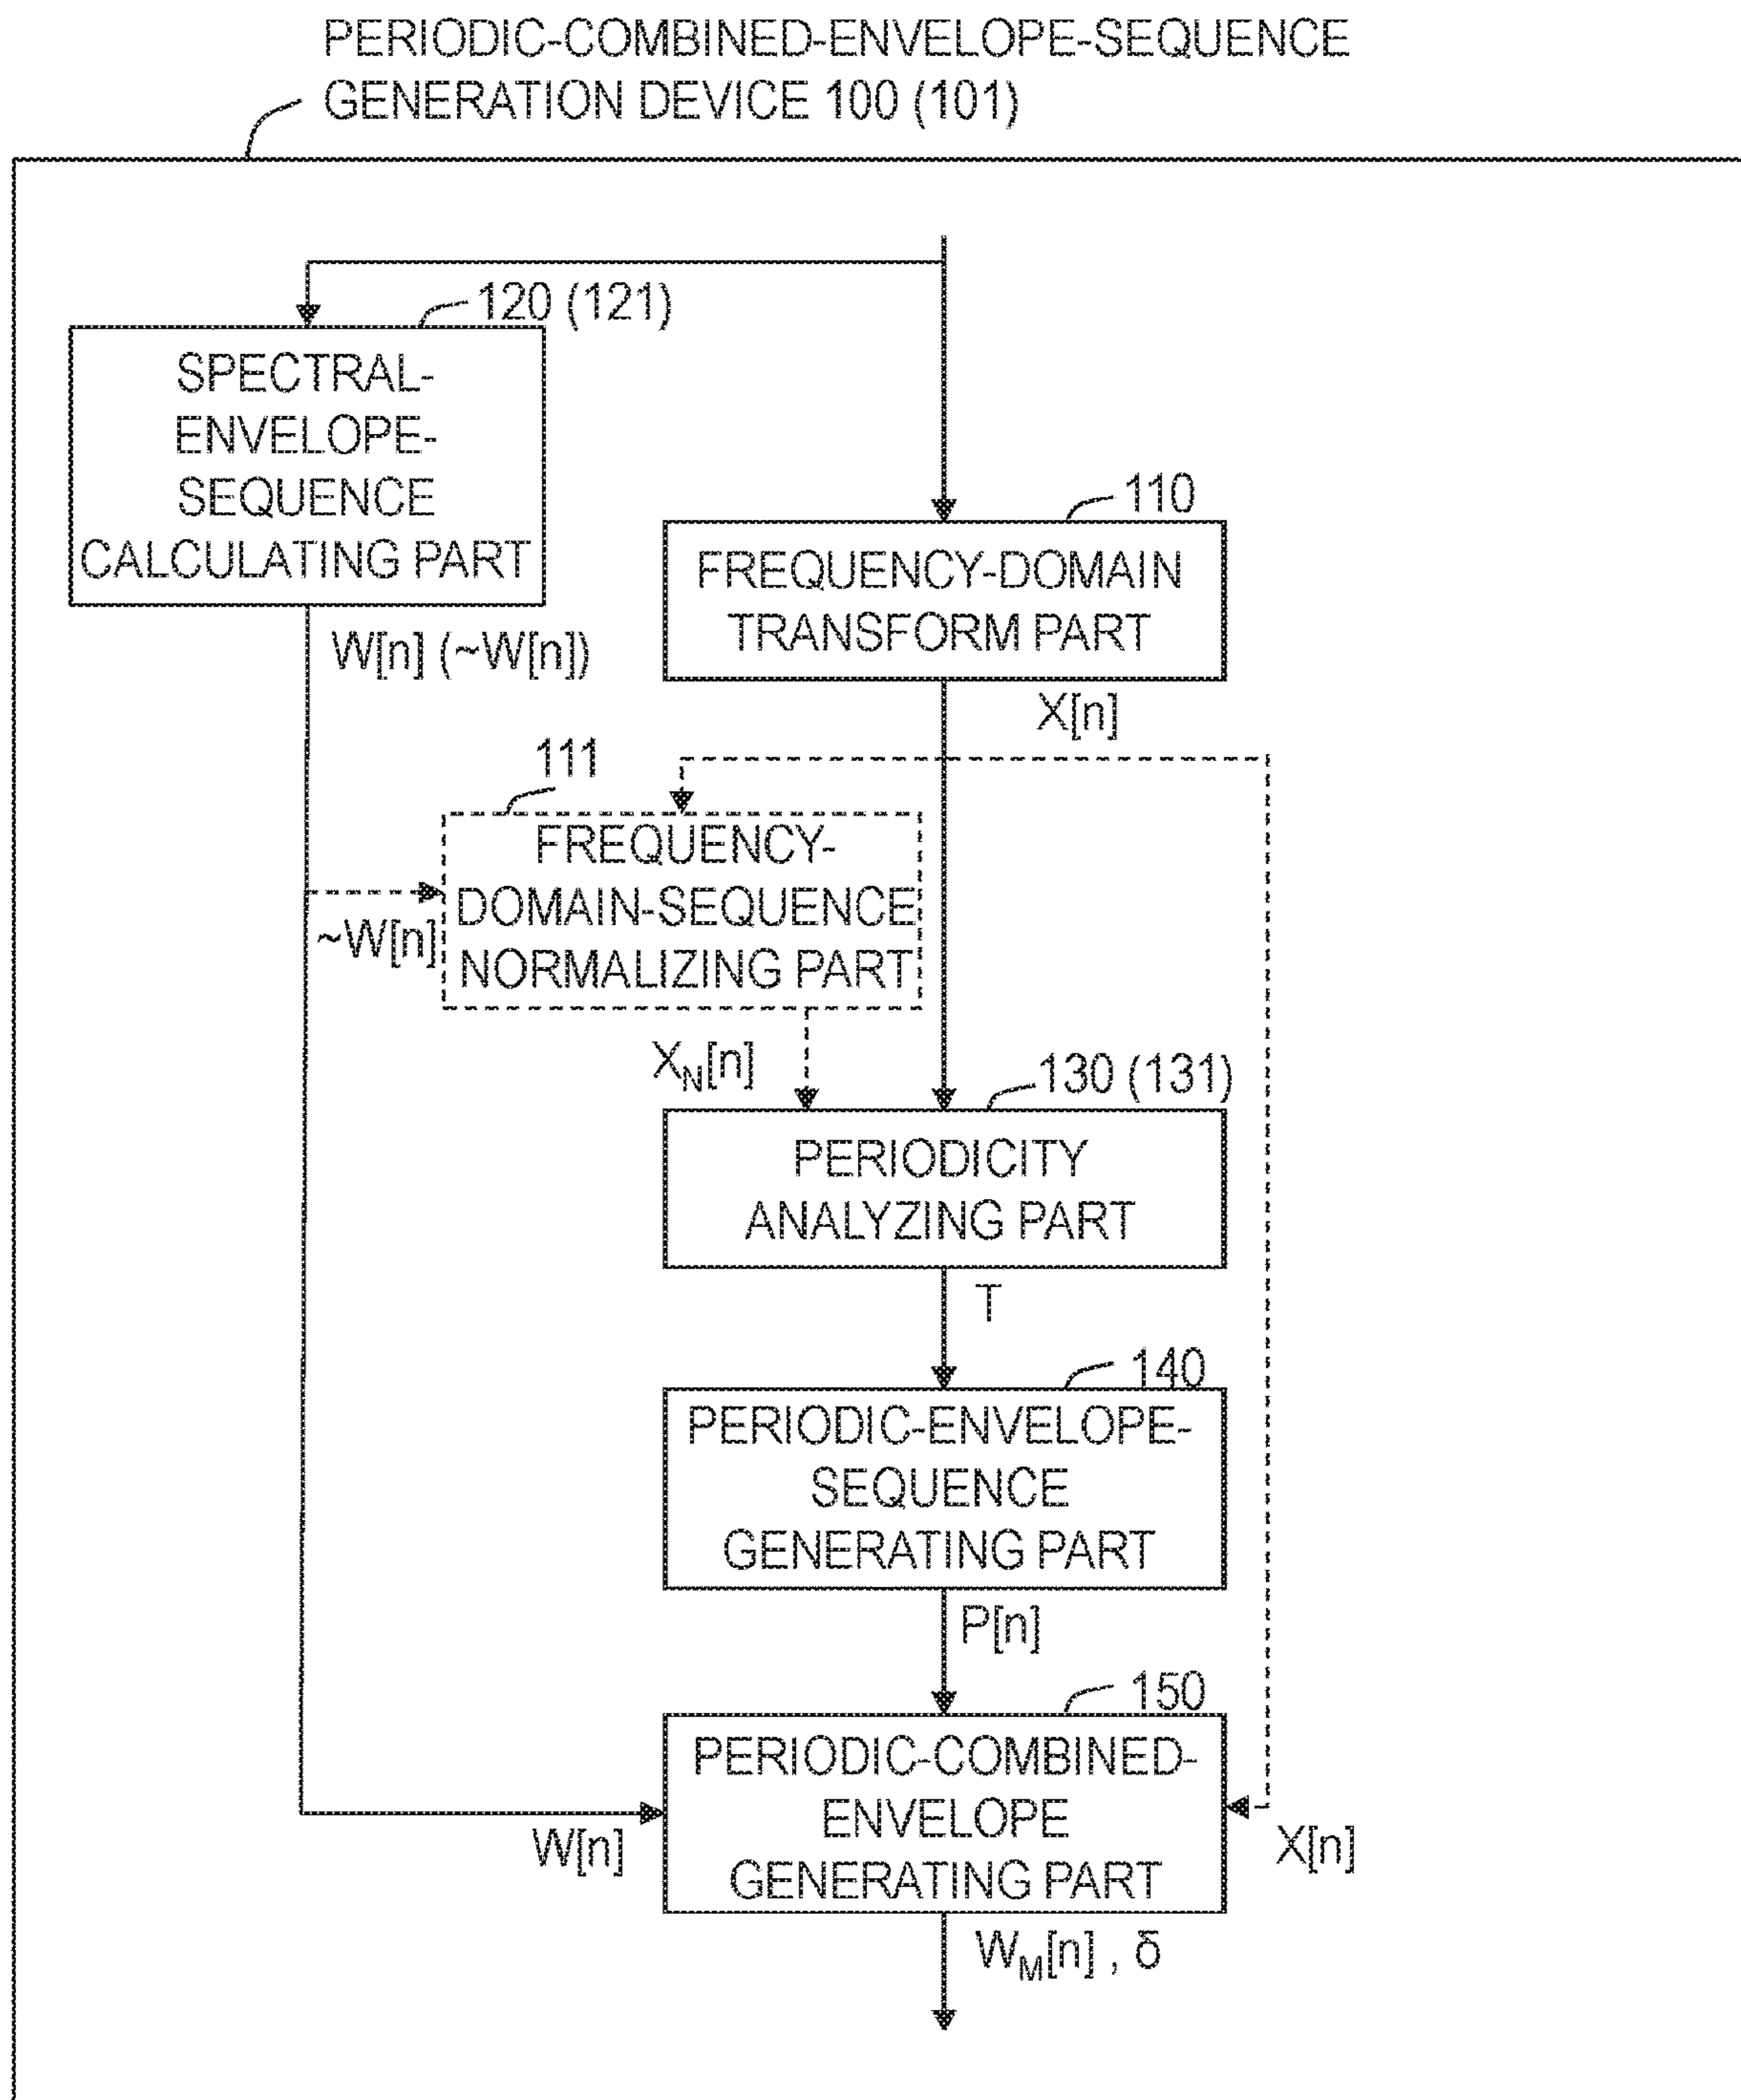 PERIODIC-COMBINED-ENVELOPE-SEQUENCE
GENERATION DEVICE 100 (101)
120 (121)
SPECTRAL-
ENVELOPE-
SEQUENCE
CALCULATING PART
110
FREQUENCY-DOMAIN
TRANSFORM PART
W[n] (~W[n])
X[n]
111
FREQUENCY-
DOMAIN-SEQUENCE
NORMALIZING PART
~W[n]
X_N[n]
130 (131)
PERIODICITY
ANALYZING PART
T
140
PERIODIC-ENVELOPE-
SEQUENCE
GENERATING PART
P[n]
150
PERIODIC-COMBINED-
ENVELOPE
GENERATING PART
W[n]
X[n]
W_M[n] , δ